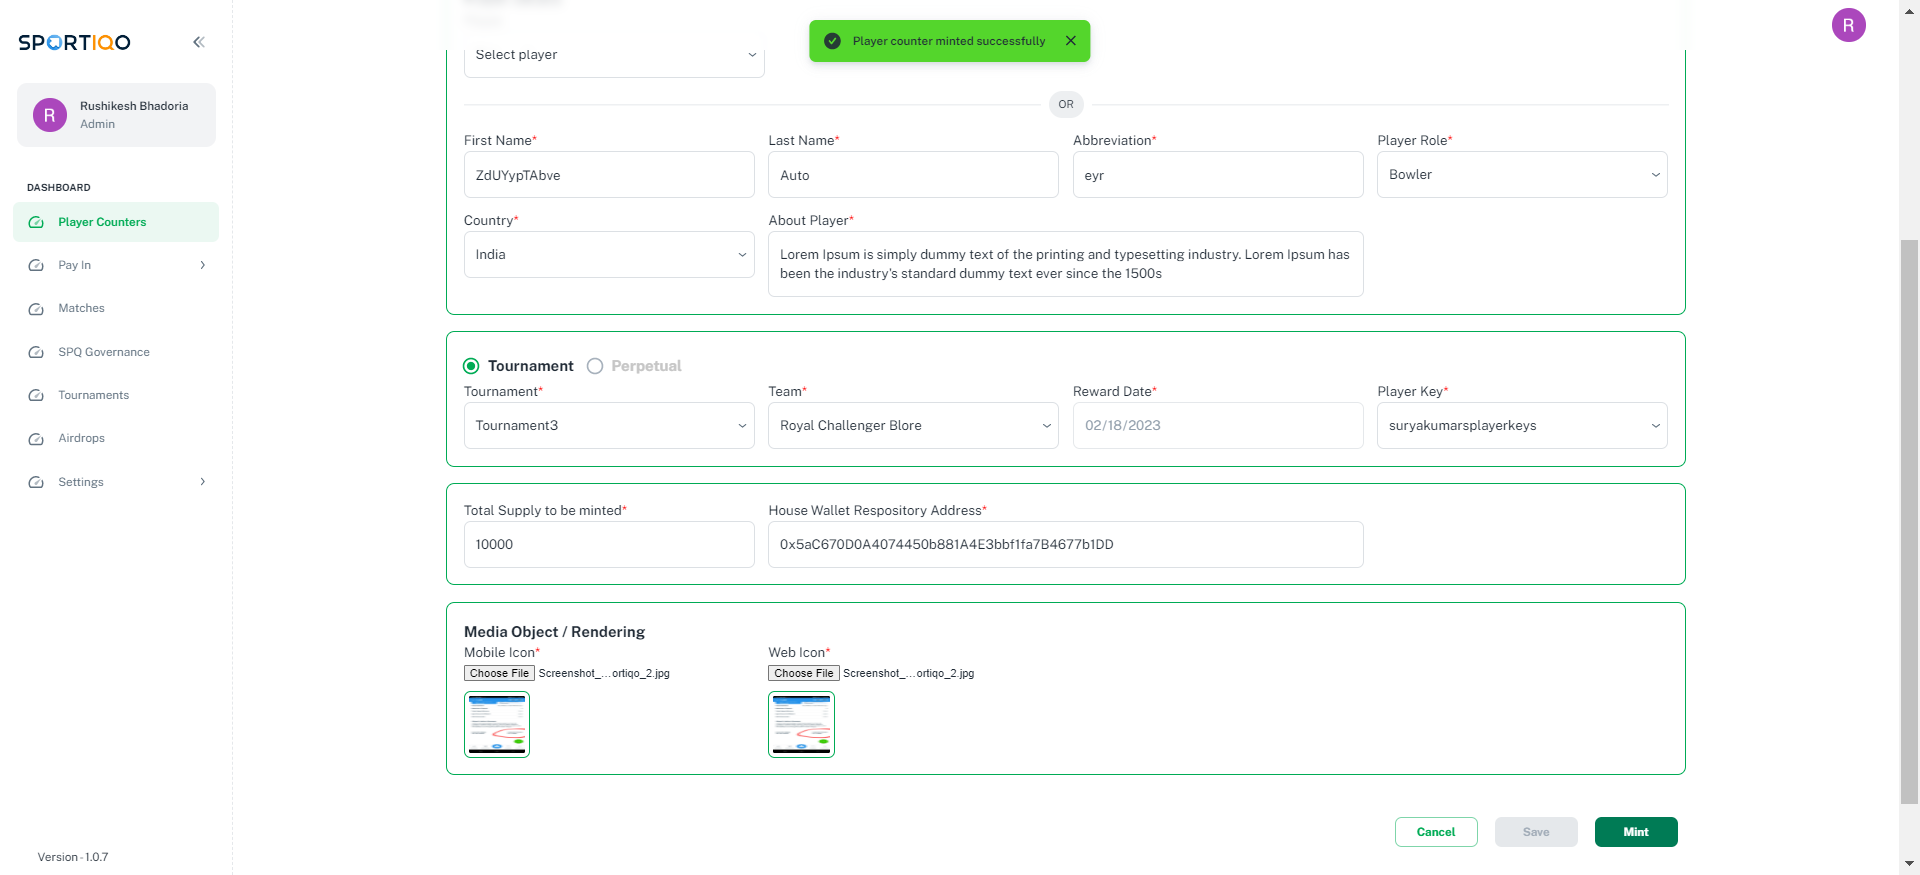 SPORTIQO
R
Player counter minted successfully
R
Rushikesh Bhadoria
Admin
DASHBOARD
Player Counters
Pay In
Matches
SPQ Governance
Tournaments
Airdrops
Settings
Version - 1.0.7
Select player
OR
First Name* Last Name* Abbreviation* Player Role*
ZdUYypTAbve Auto eyr Bowler
Country* About Player*
India
Lorem Ipsum is simply dummy text of the printing and typesetting industry. Lorem Ipsum has
been the industry's standard dummy text ever since the 1500s
Tournament Perpetual
Tournament* Team* Reward Date* Player Key*
Tournament3 Royal Challenger Blore 02/18/2023 suryakumarsplayerkeys
Total Supply to be minted* House Wallet Respository Address*
10000 0x5aC670D0A4074450b881A4E3bbf1fa7B4677b1DD
Media Object / Rendering
Mobile Icon* Web Icon*
Choose File Screenshot_...ortiqo_2.jpg Choose File Screenshot_...ortiqo_2.jpg
Cancel Save Mint